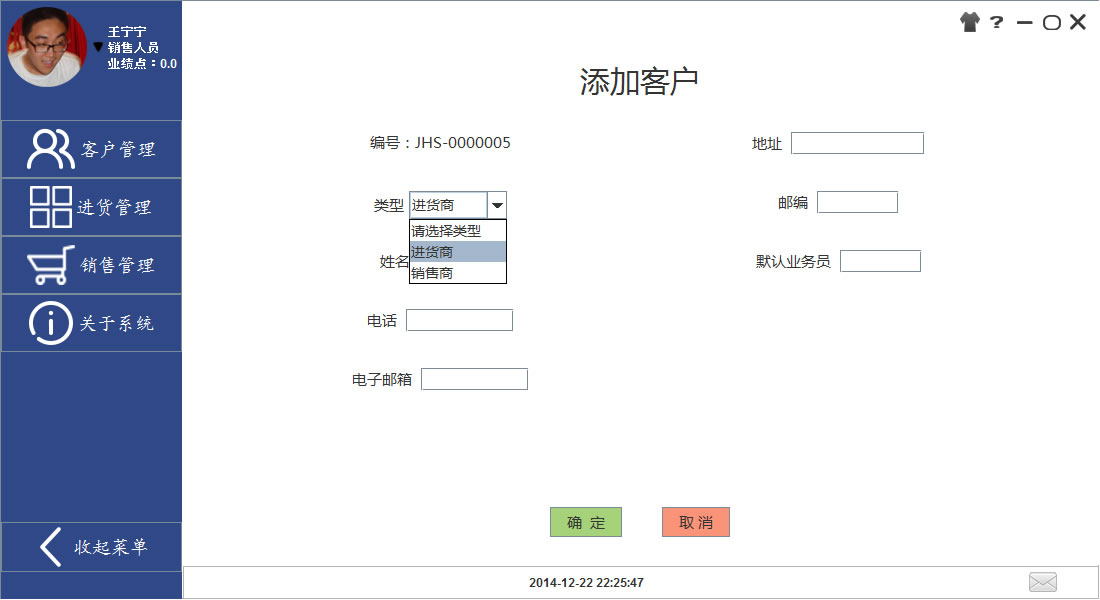 王宁宁
销售人员
业绩点：0.0
客户管理
进货管理
销售管理
关于系统
收起菜单
?
添加客户
编号：JHS-0000005
地址
类型 进货商
请选择类型
进货商
销售商
邮编
姓名
默认业务员
电话
电子邮箱
确 定
取 消
2014-12-22 22:25:47